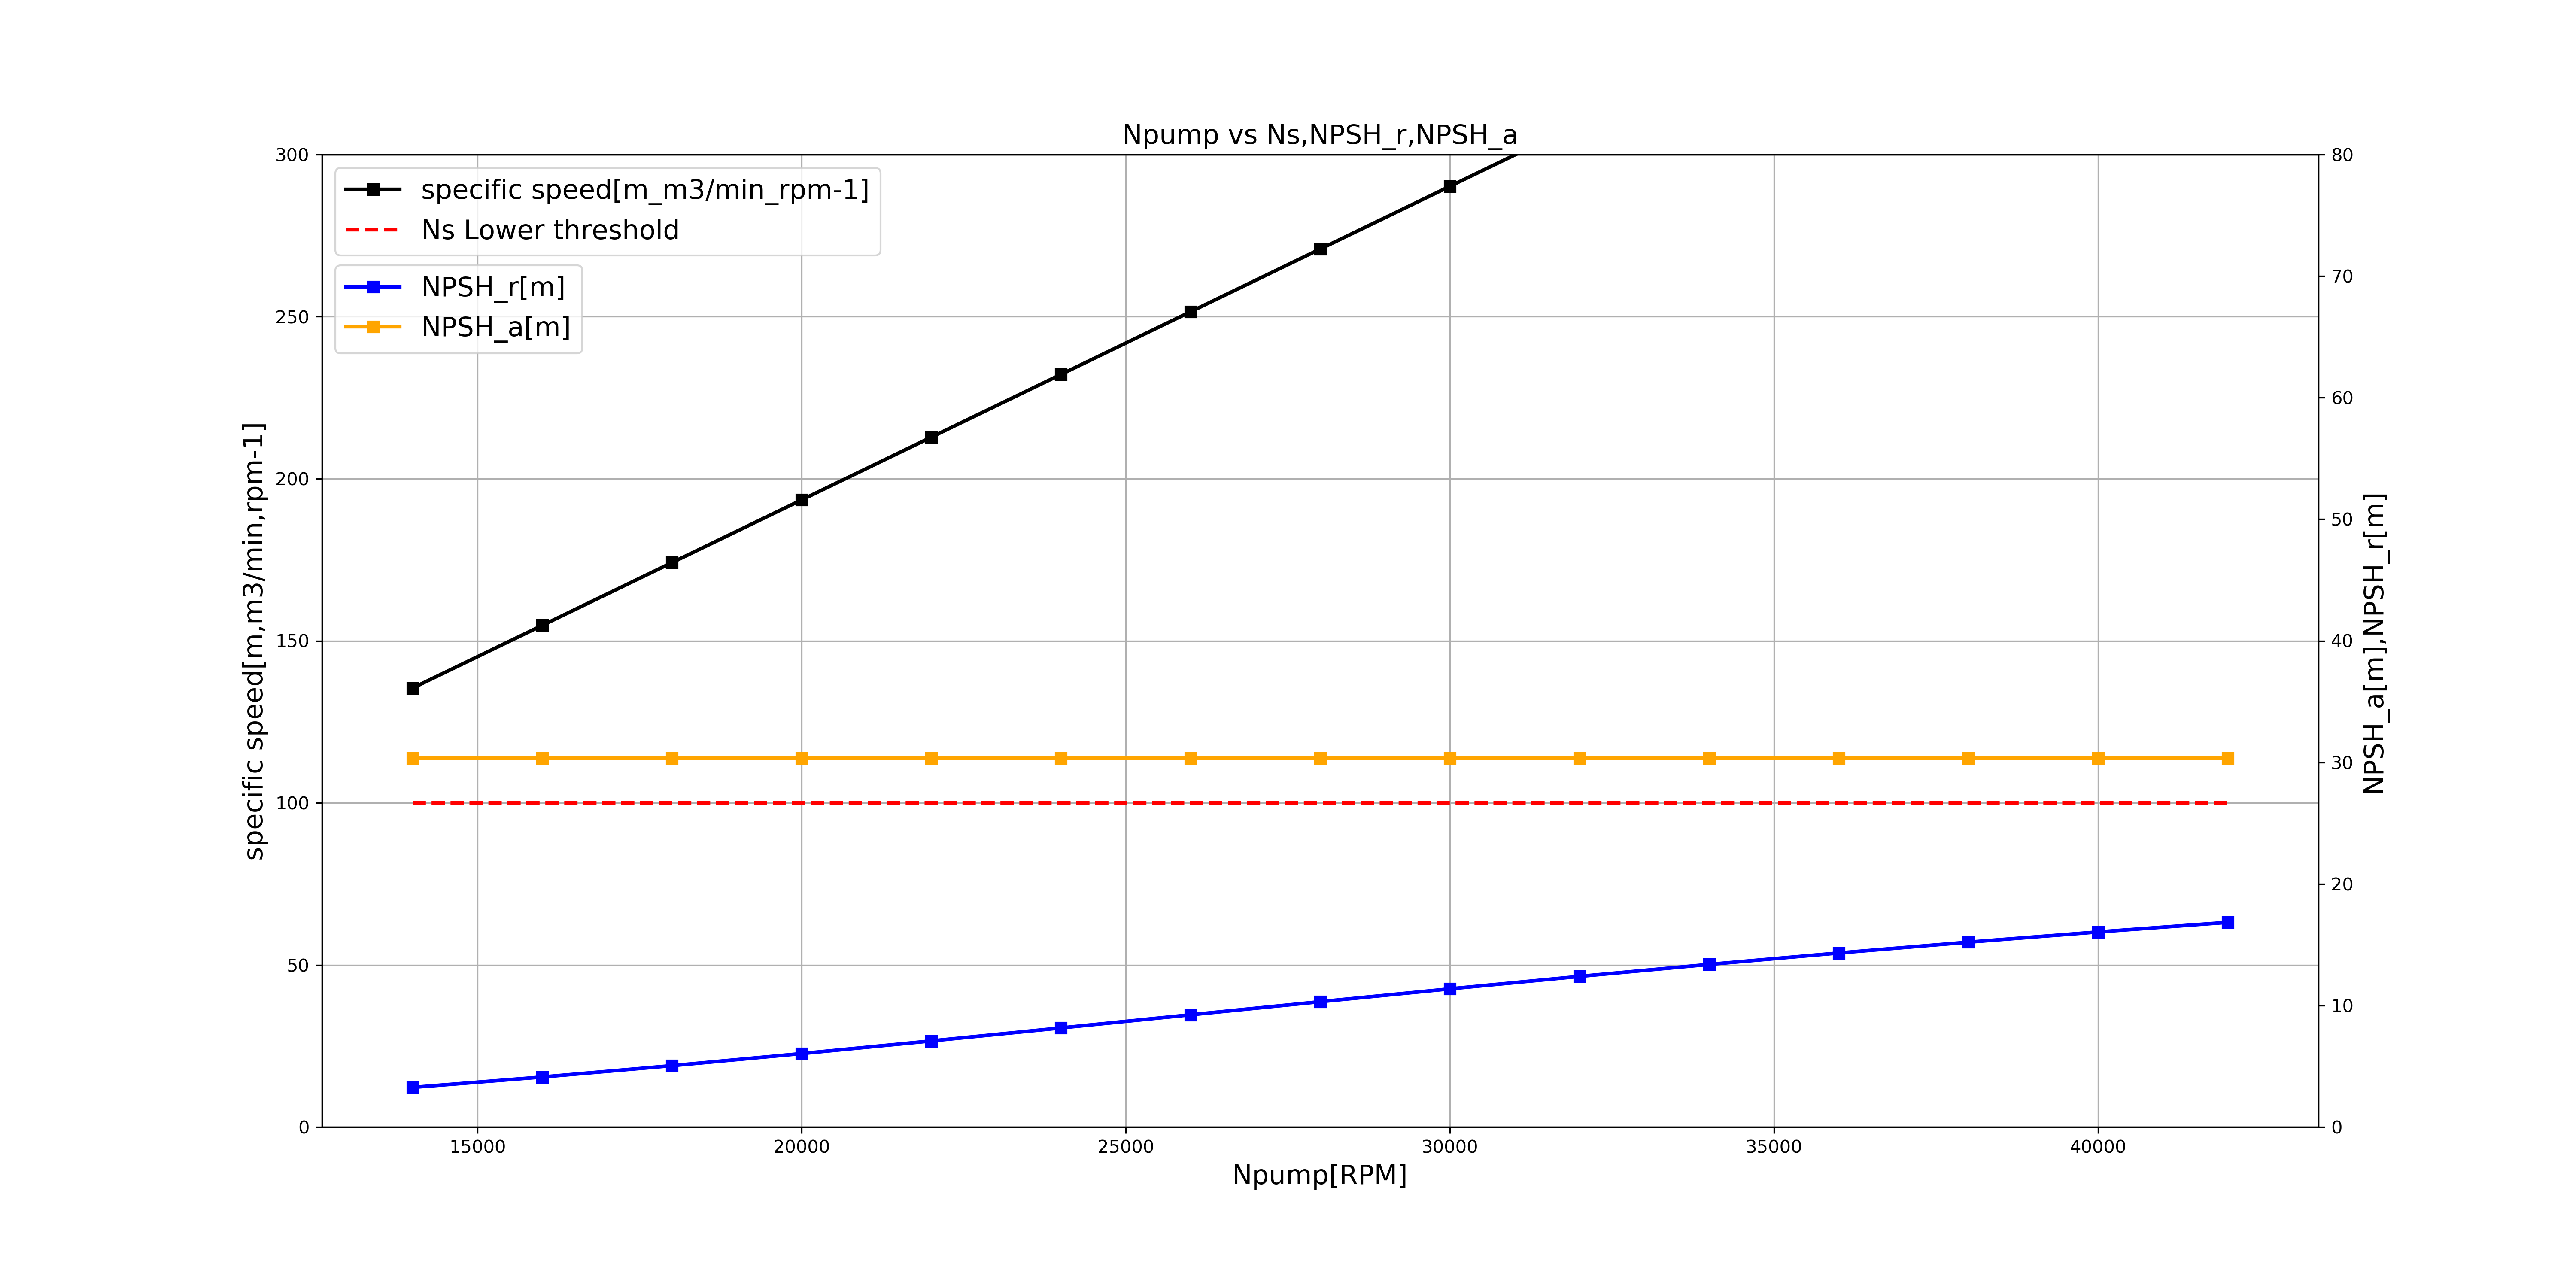 Npump vs Ns,NPSH_r,NPSH_a
specific speed[m_m3/min_rpm-1]
Ns Lower threshold
NPSH_r[m]
NPSH_a[m]
specific speed[m,m3/min,rpm-1]
300
250
200
150
100
50
0
80
70
60
50
40
30
20
10
0
NPSH_a[m],NPSH_r[m]
15000 20000 25000 30000 35000 40000
Npump[RPM]